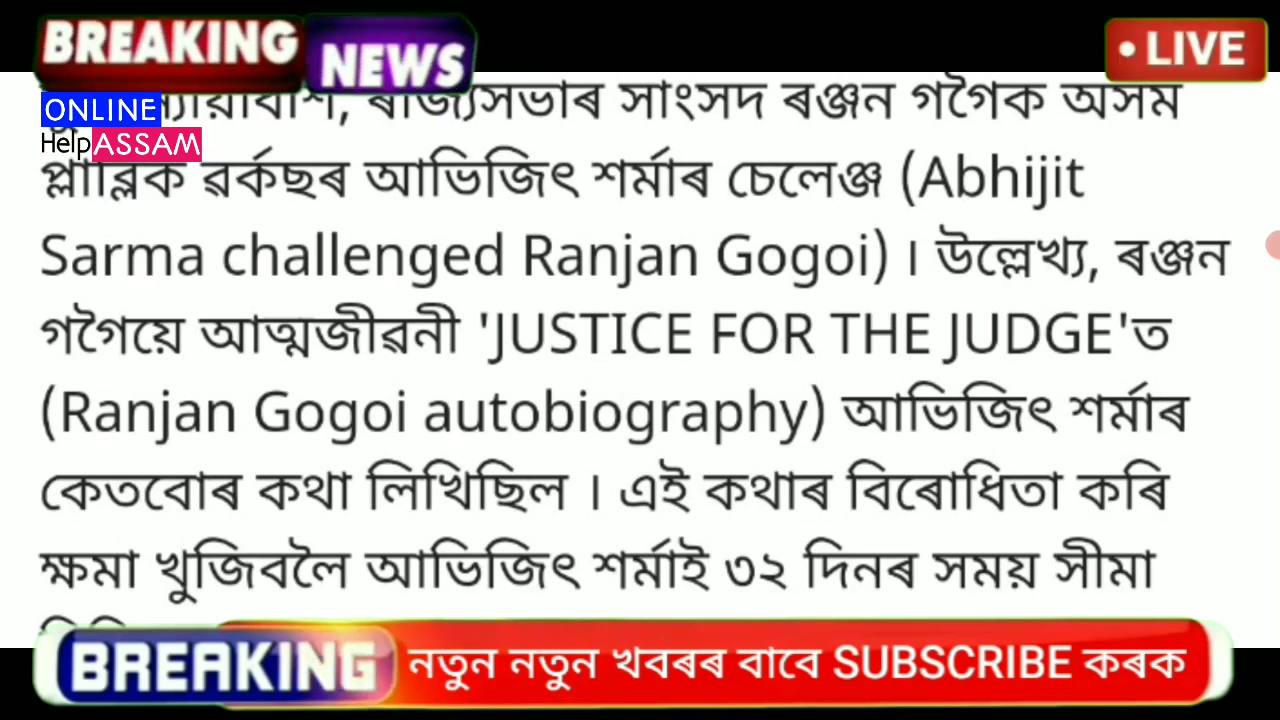 BREAKING NEWS
• LIVE
ONLINE
Help ASSAM
ৰাজ্যসভাৰ সাংসদ ৰঞ্জন গগৈক অসম
ৱৰ্কছৰ আভিজিৎ শৰ্মাৰ চেলেঞ্জ (Abhijit
Sarma challenged Ranjan Gogoi) । উল্লেখ্য, ৰঞ্জন
গগৈয়ে আত্মজীৱনী 'JUSTICE FOR THE JUDGE'ত
(Ranjan Gogoi autobiography) আভিজিৎ শৰ্মাৰ
কেতবোৰ কথা লিখিছিল । এই কথাৰ বিৰোধিতা কৰি
ক্ষমা খুজিবলৈ আভিজিৎ শৰ্মাই ৩২ দিনৰ সময় সীমা
BREAKING নতুন নতুন খবৰৰ বাবে SUBSCRIBE কৰক